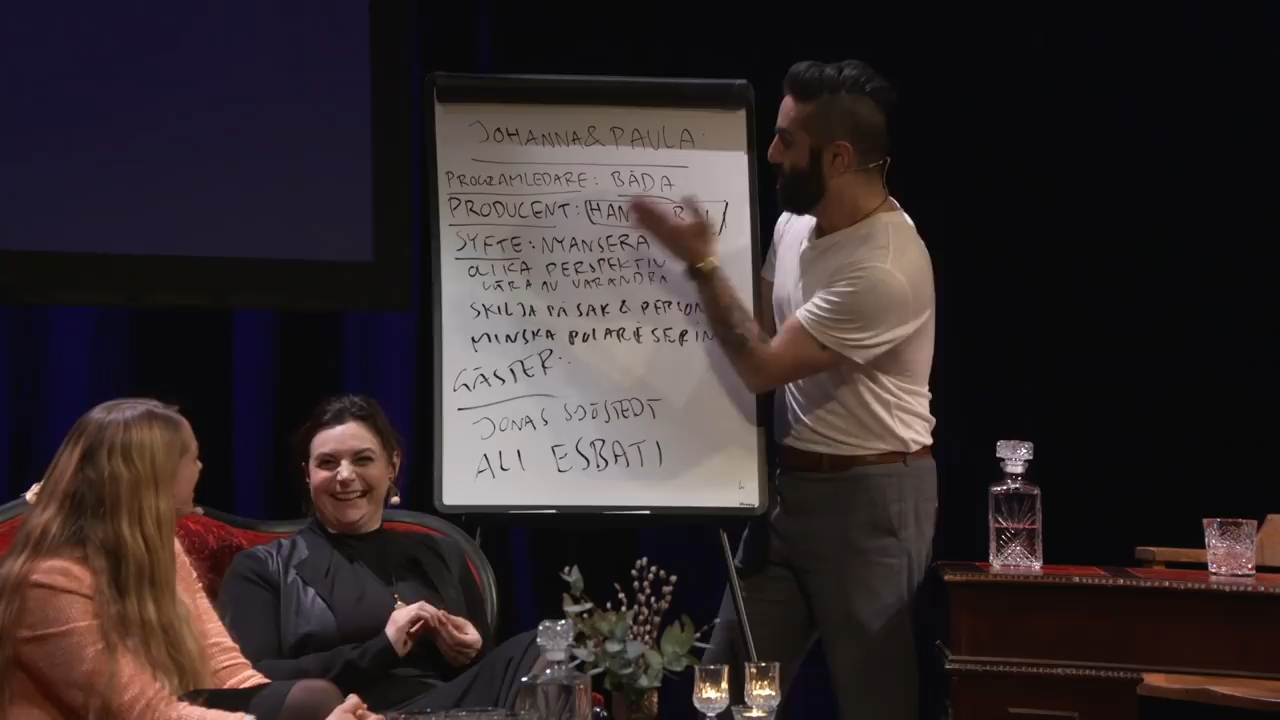 JOHANNA & PAULA:
PROGRAMLEDARE: BÅDA
PRODUCENT: HAN
SYFTE: NYANSERA
OLIKA PERSPEKTIV
LÄRA AV VARANDRA
SKILJA PÅ SAK & PERSON
MINSKA POLARISERIN
GÄSTER:
JONAS SJÖSTEDT
ALI ESBATI